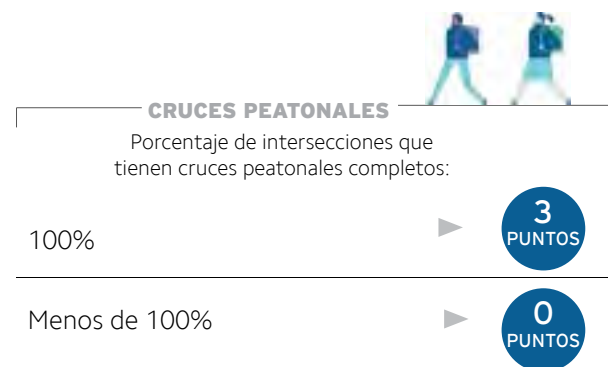 CRUCES PEATONALES
Porcentaje de intersecciones que
tienen cruces peatonales completos:
100%
3
PUNTOS
Menos de 100%
0
PUNTOS